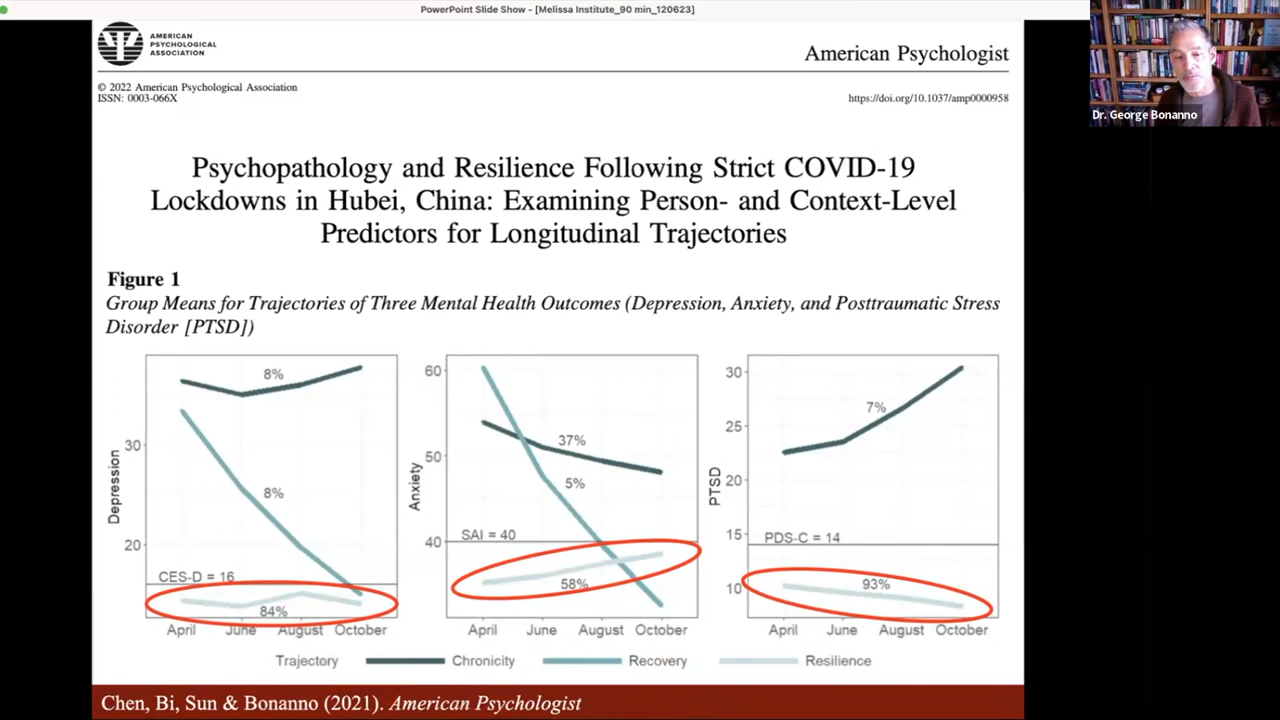 PowerPoint Slide Show - [Melissa Institute_90 min_120623]
AMERICAN
PSYCHOLOGICAL
ASSOCIATION
American Psychologist
© 2022 American Psychological Association
ISSN: 0003-066X
https://doi.org/10.1037/amp0000958
Dr. George Bonanno
Psychopathology and Resilience Following Strict COVID-19
Lockdowns in Hubei, China: Examining Person- and Context-Level
Predictors for Longitudinal Trajectories
Figure 1
Group Means for Trajectories of Three Mental Health Outcomes (Depression, Anxiety, and Posttraumatic Stress
Disorder [PTSD])
Depression
30
20
8%
8%
CES-D = 16
84%
April June August October
Anxiety
60
50
40
37%
5%
SAI = 40
58%
April June August October
PTSD
30
25
20
15
10
7%
PDS-C = 14
93%
April June August October
Trajectory Chronicity Recovery Resilience
Chen, Bi, Sun & Bonanno (2021). American Psychologist